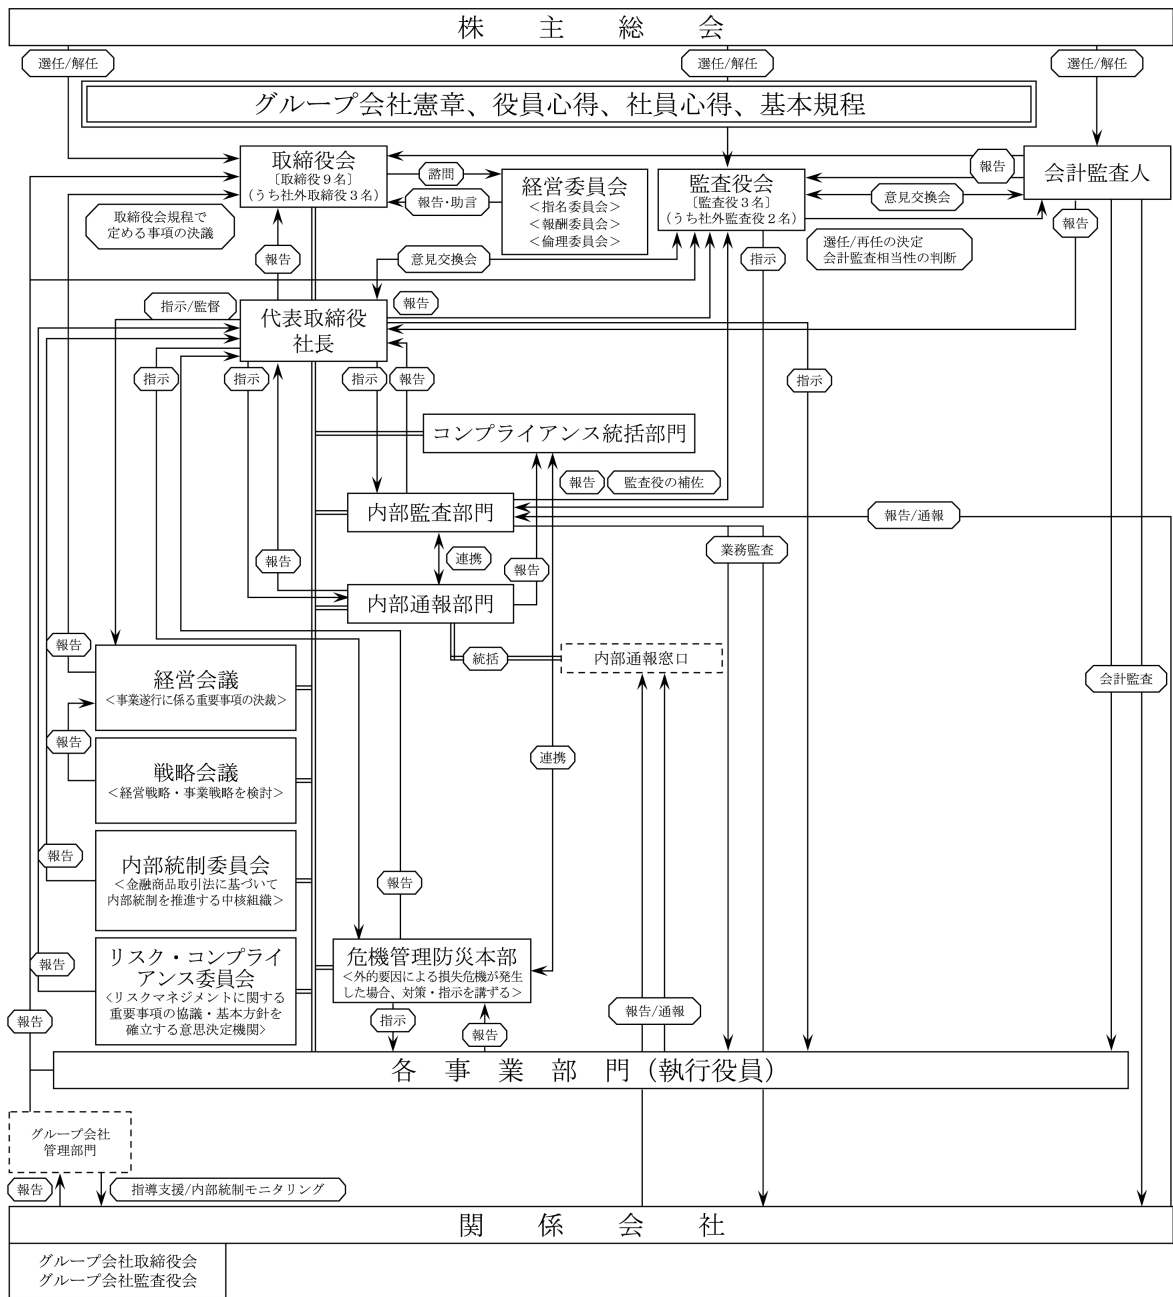 株主総会
選任/解任
選任/解任
選任/解任
グループ会社憲章、役員心得、社員心得、基本規程
取締役会
〔取締役９名〕
（うち社外取締役３名）
諮問
報告・助言
経営委員会
＜指名委員会＞
＜報酬委員会＞
＜倫理委員会＞
監査役会
〔監査役３名〕
（うち社外監査役２名）
報告
意見交換会
会計監査人
取締役会規程で
定める事項の決議
報告
意見交換会
指示
選任/再任の決定
会計監査相当性の判断
報告
指示/監督
代表取締役
社長
報告
指示
指示
指示
報告
指示
コンプライアンス統括部門
報告
監査役の補佐
内部監査部門
報告/通報
業務監査
報告
連携
報告
内部通報部門
統括
内部通報窓口
報告
経営会議
＜事業遂行に係る重要事項の決裁＞
会計監査
報告
戦略会議
＜経営戦略・事業戦略を検討＞
連携
報告
内部統制委員会
＜金融商品取引法に基づいて
内部統制を推進する中核組織＞
報告
報告
リスク・コンプライ
アンス委員会
＜リスクマネジメントに関する
重要事項の協議・基本方針を
確立する意思決定機関＞
危機管理防災本部
＜外的要因による損失危機が発生
した場合、対策・指示を講ずる＞
報告
指示
報告
報告/通報
各事業部門（執行役員）
グループ会社
管理部門
報告
指導支援/内部統制モニタリング
関係会社
グループ会社取締役会
グループ会社監査役会